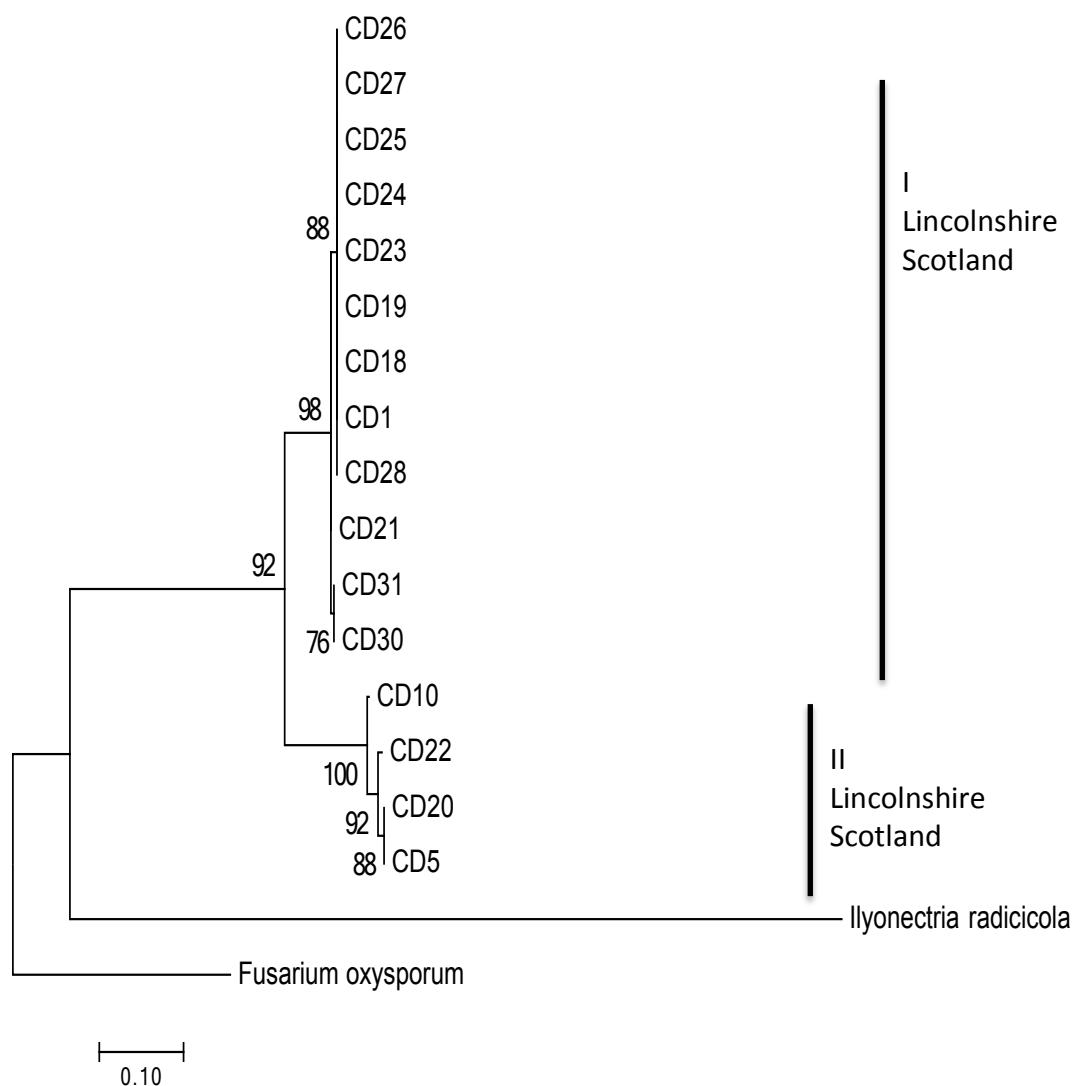 CD26
CD27
CD25
CD24
88
CD23
CD19
CD18
98
CD1
CD28
CD21
92
CD31
76
CD30
I
Lincolnshire
Scotland
CD10
CD22
100
CD20
92
88
CD5
II
Lincolnshire
Scotland
Ilyonectria radicicola
Fusarium oxysporum
0.10